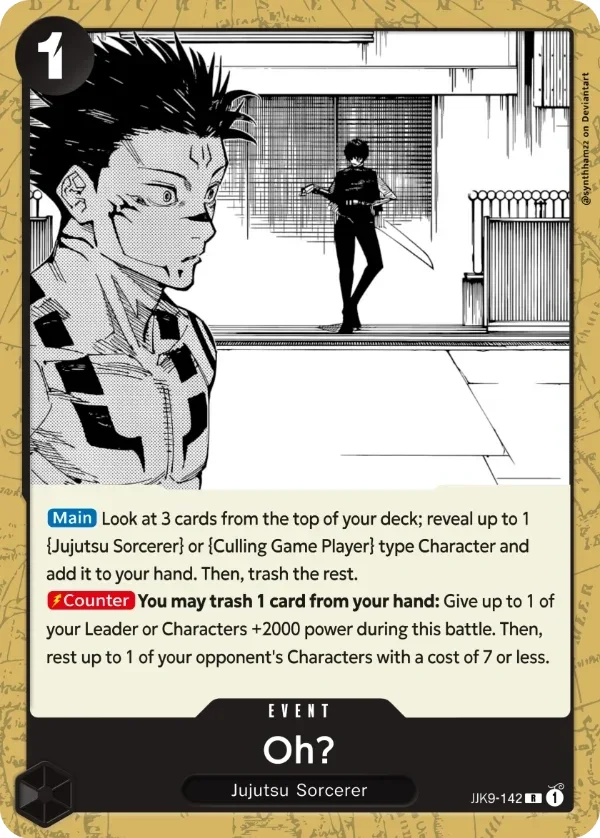 DLICHES EISMEER
1
@synthhamzz on Deviantart
Main Look at 3 cards from the top of your deck; reveal up to 1
{Jujutsu Sorcerer} or {Culling Game Player} type Character and
add it to your hand. Then, trash the rest.
Counter You may trash 1 card from your hand: Give up to 1 of
your Leader or Characters +2000 power during this battle. Then,
rest up to 1 of your opponent's Characters with a cost of 7 or less.
EVENT
Oh?
Jujutsu Sorcerer
JJK9-142 R 1